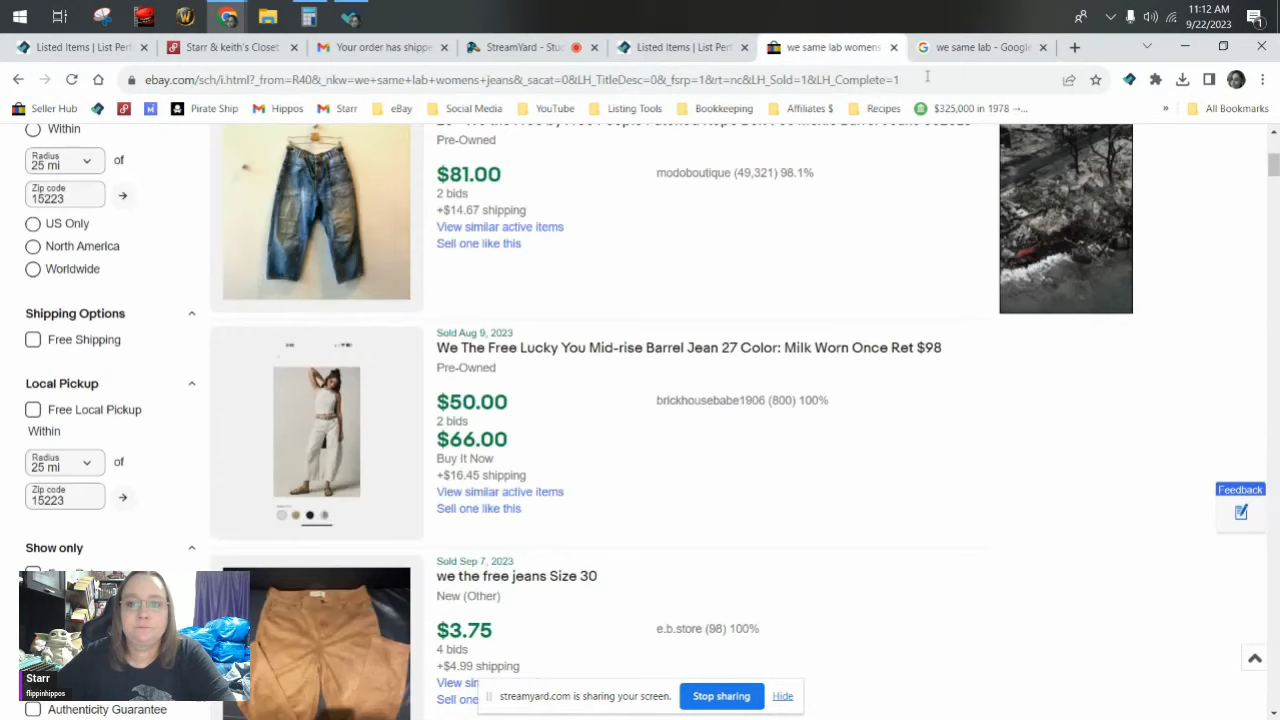 11:12 AM
9/22/2023
Listed Items | List Perf
Starr & keith's Closet
Your order has shippe
StreamYard - Stu
Listed Items | List Perf
we same lab womens
we same lab - Google
ebay.com/sch/i.html?_from=R40&_nkw=we+same+lab+womens+jeans&_sacat=0&LH_TitleDesc=0&_fsrp=1&rt=nc&LH_Sold=1&LH_Complete=1
Seller Hub
Pirate Ship
Hippos
Starr
eBay
Social Media
YouTube
Listing Tools
Bookkeeping
Affiliates $
Recipes
$325,000 in 1978 →...
»
All Bookmarks
Within
Radius
25 mi
of
Zip code
15223
US Only
North America
Worldwide
Shipping Options
Free Shipping
Local Pickup
Free Local Pickup
Within
Radius
25 mi
of
Zip code
15223
Show only
Authenticity Guarantee
Pre-Owned
$81.00
2 bids
+$14.67 shipping
View similar active items
Sell one like this
modoboutique (49,321) 98.1%
Sold Aug 9, 2023
We The Free Lucky You Mid-rise Barrel Jean 27 Color: Milk Worn Once Ret $98
Pre-Owned
$50.00
2 bids
$66.00
Buy It Now
+$16.45 shipping
View similar active items
Sell one like this
brickhousebabe1906 (800) 100%
Sold Sep 7, 2023
we the free jeans Size 30
New (Other)
$3.75
4 bids
+$4.99 shipping
View sin
Sell one
e.b.store (98) 100%
Feedback
Starr
flippinhippos
streamyard.com is sharing your screen.
Stop sharing
Hide